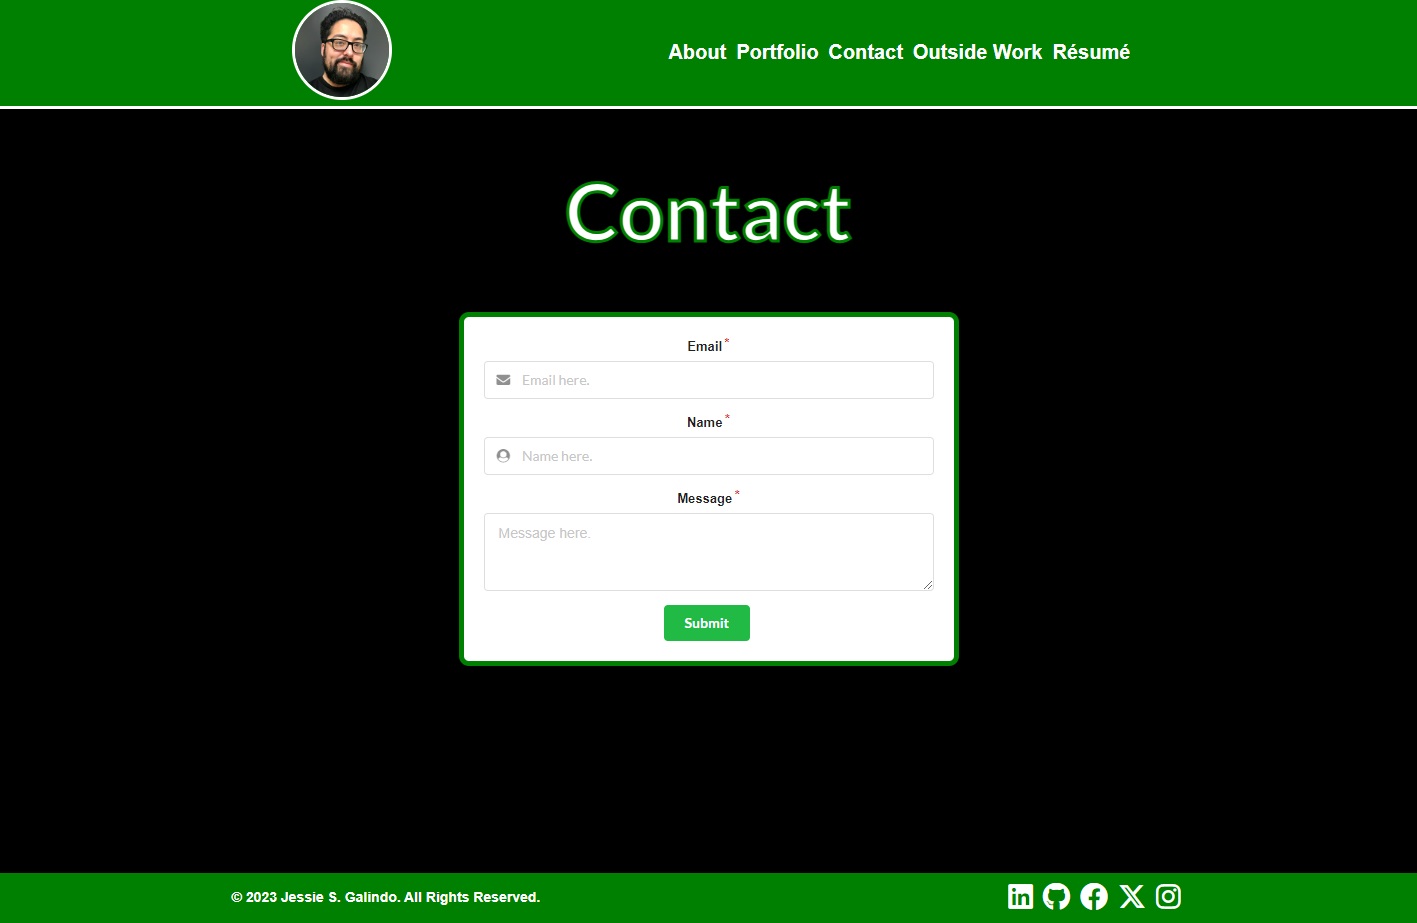 About Portfolio Contact Outside Work Résumé
Contact
Email*
Email here.
Name*
Name here.
Message*
Message here.
Submit
© 2023 Jessie S. Galindo. All Rights Reserved.